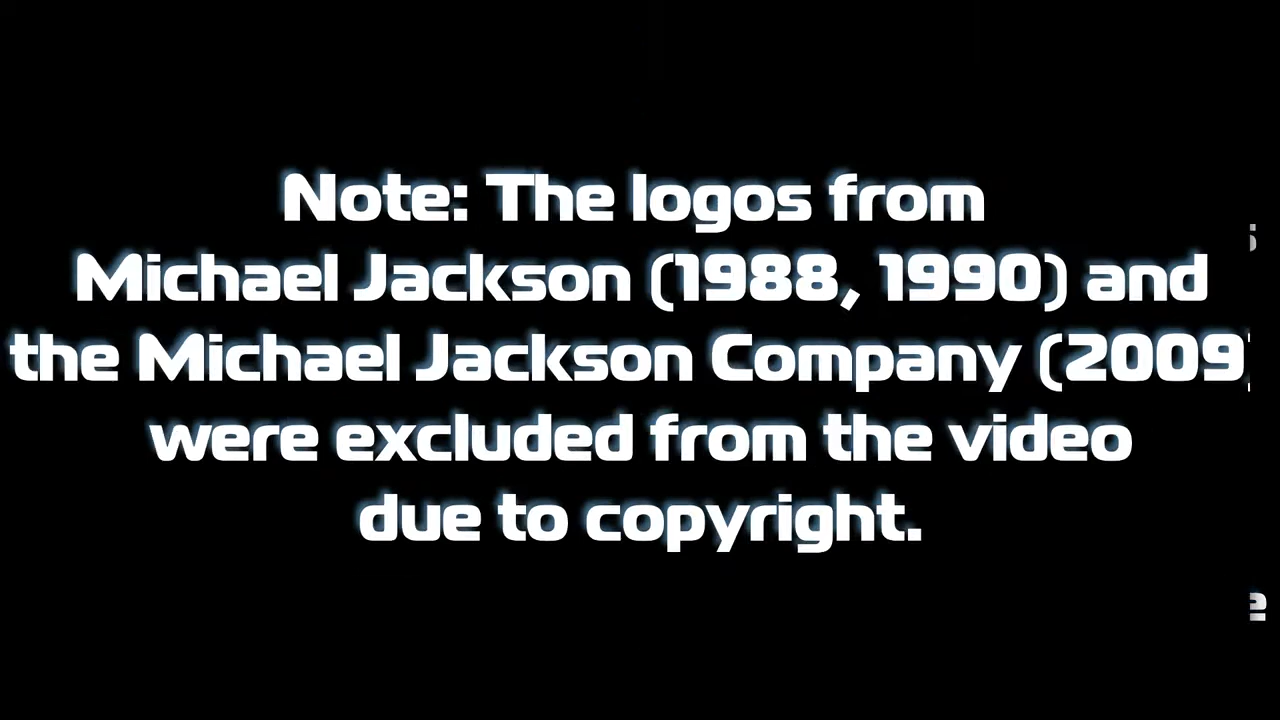 Note: The logos from
Michael Jackson (1988, 1990) and
the Michael Jackson Company (2009)
were excluded from the video
due to copyright.